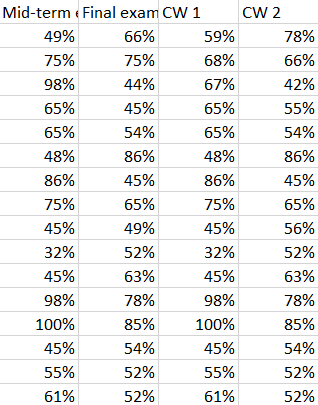 Mid-term e Final exam CW 1 CW 2
49% 66% 59% 78%
75% 75% 68% 66%
98% 44% 67% 42%
65% 45% 65% 55%
65% 54% 65% 54%
48% 86% 48% 86%
86% 45% 86% 45%
75% 65% 75% 65%
45% 49% 45% 56%
32% 52% 32% 52%
45% 63% 45% 63%
98% 78% 98% 78%
100% 85% 100% 85%
45% 54% 45% 54%
55% 52% 55% 52%
61% 52% 61% 52%